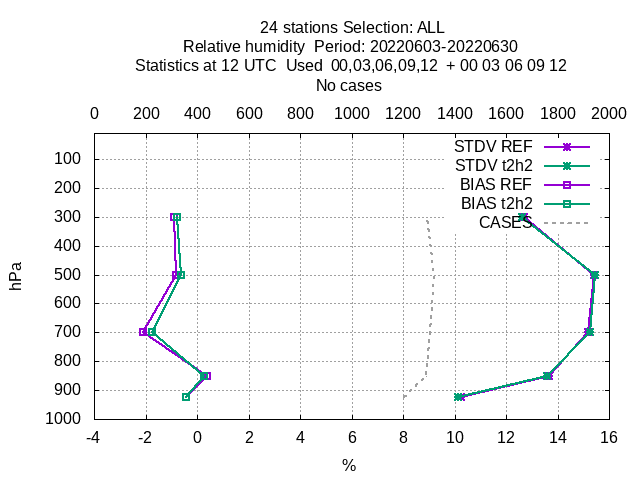 24 stations Selection: ALL
Relative humidity  Period: 20220603-20220630
Statistics at 12 UTC  Used  00,03,06,09,12  + 00 03 06 09 12
No cases
0 200 400 600 800 1000 1200 1400 1600 1800 2000
STDV REF
STDV t2h2
BIAS REF
BIAS t2h2
CASES
100
200
300
400
500
600
700
800
900
1000
hPa
-4 -2 0 2 4 6 8 10 12 14 16
%